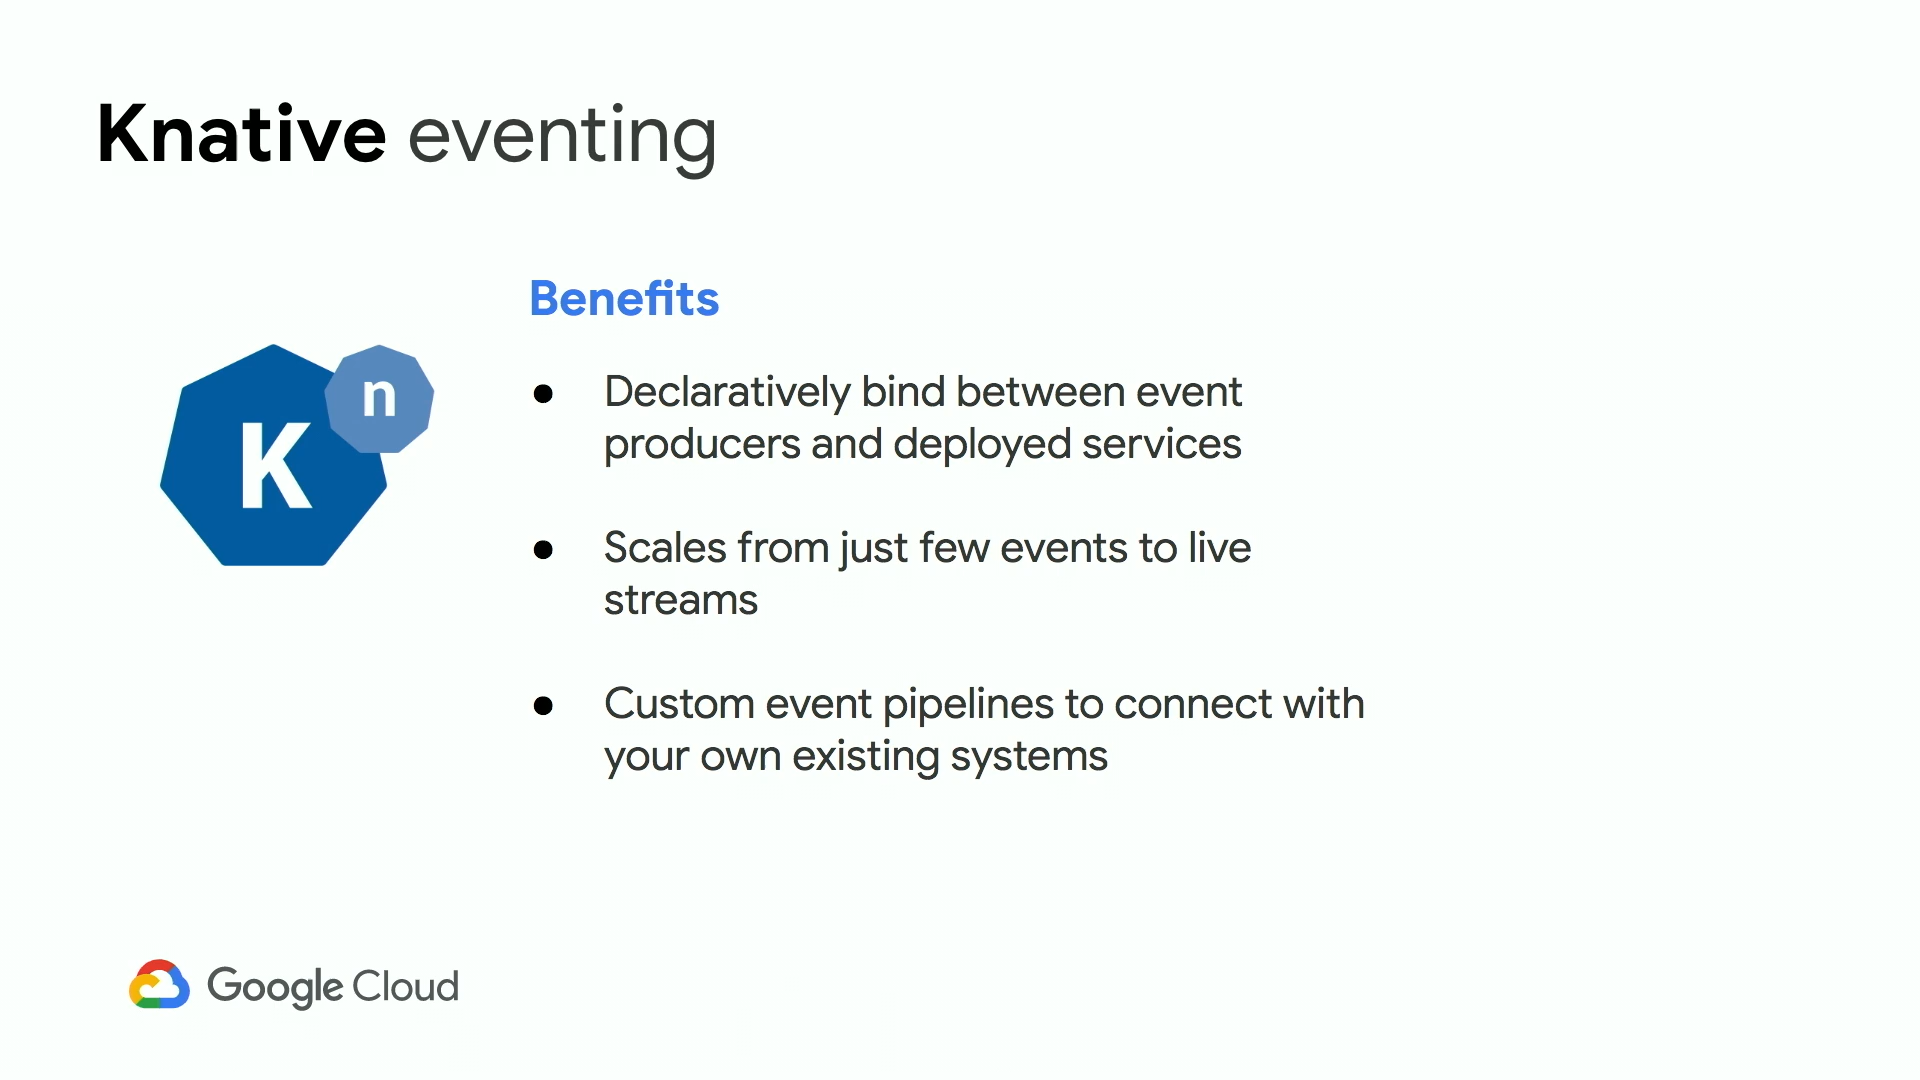 Knative eventing
Benefits
K
n
● Declaratively bind between event
producers and deployed services
● Scales from just few events to live
streams
● Custom event pipelines to connect with
your own existing systems
Google Cloud